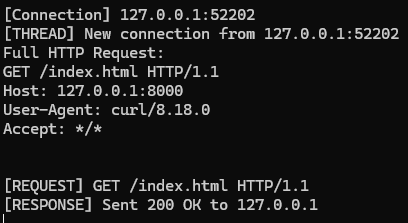 [Connection] 127.0.0.1:52202
[THREAD] New connection from 127.0.0.1:52202
Full HTTP Request:
GET /index.html HTTP/1.1
Host: 127.0.0.1:8000
User-Agent: curl/8.18.0
Accept: */*
[REQUEST] GET /index.html HTTP/1.1
[RESPONSE] Sent 200 OK to 127.0.0.1